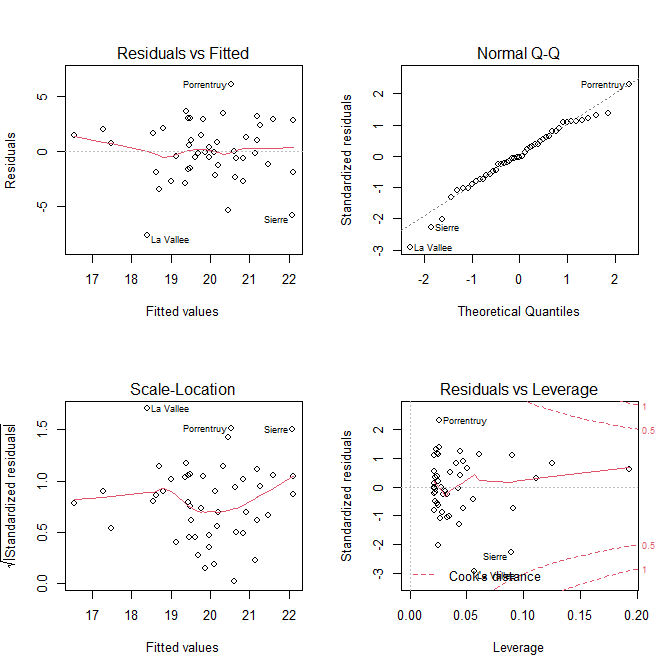 Residuals vs Fitted
Residuals
5
0
-5
Porrentruy
Sierre
La Vallee
17 18 19 20 21 22
Fitted values
Normal Q-Q
Standardized residuals
2
1
0
-1
-2
-3
Porrentruy
Sierre
La Vallee
-2 -1 0 1 2
Theoretical Quantiles
Scale-Location
√|Standardized residuals|
1.5
1.0
0.5
0.0
La Vallee
Porrentruy
Sierre
17 18 19 20 21 22
Fitted values
Residuals vs Leverage
Standardized residuals
2
1
0
-1
-2
-3
1
0.5
Porrentruy
0.5
Sierre
1
La Vallee
Cook's distance
0.00 0.05 0.10 0.15 0.20
Leverage